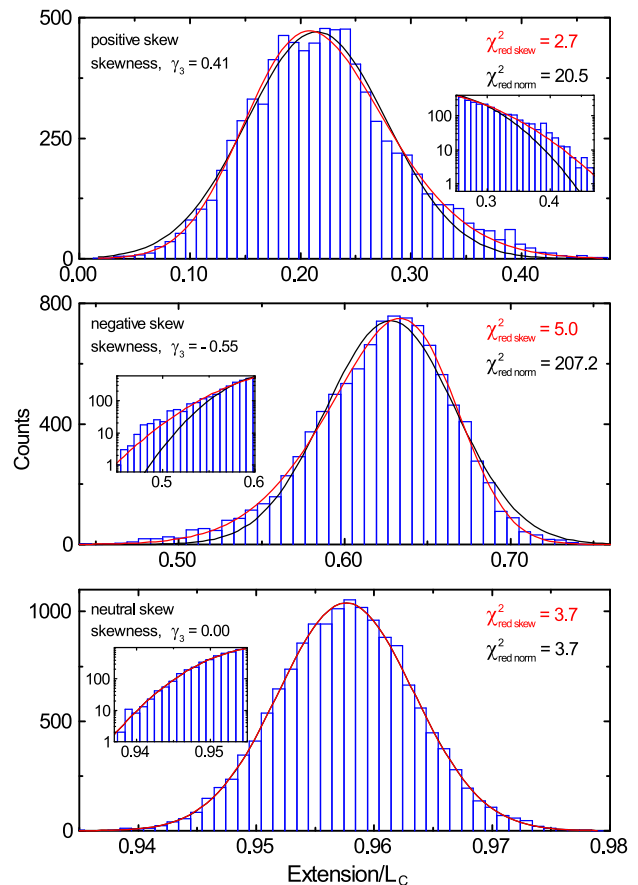 500
250
0
positive skew
skewness, γ₃ = 0.41
χ²red skew = 2.7
χ²red norm = 20.5
100
10
1
0.3 0.4
0.00 0.10 0.20 0.30 0.40
800
400
0
negative skew
skewness, γ₃ = - 0.55
χ²red skew = 5.0
χ²red norm = 207.2
100
10
1
0.5 0.6
0.50 0.60 0.70
Counts
1000
500
0
neutral skew
skewness, γ₃ = 0.00
χ²red skew = 3.7
χ²red norm = 3.7
100
10
1
0.94 0.95
0.94 0.95 0.96 0.97 0.98
Extension/L_C